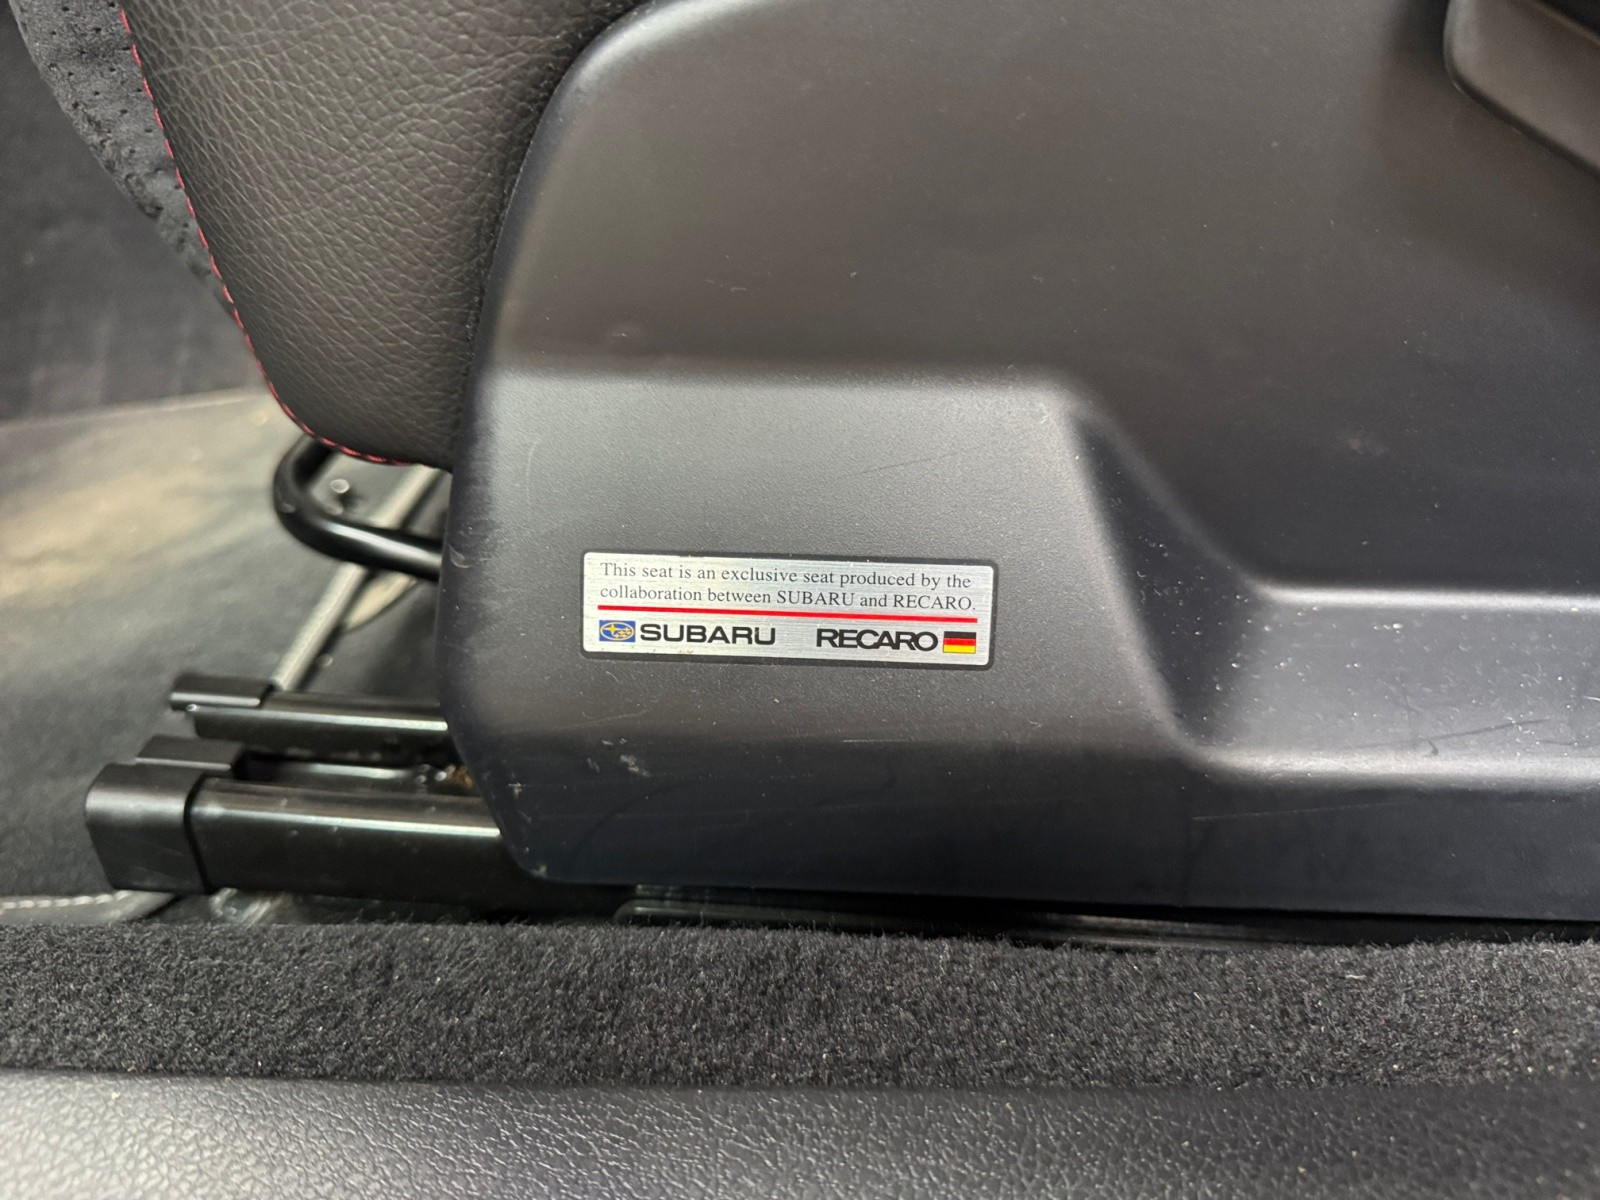 This seat is an exclusive seat produced by the
collaboration between SUBARU and RECARO.
SUBARU RECARO